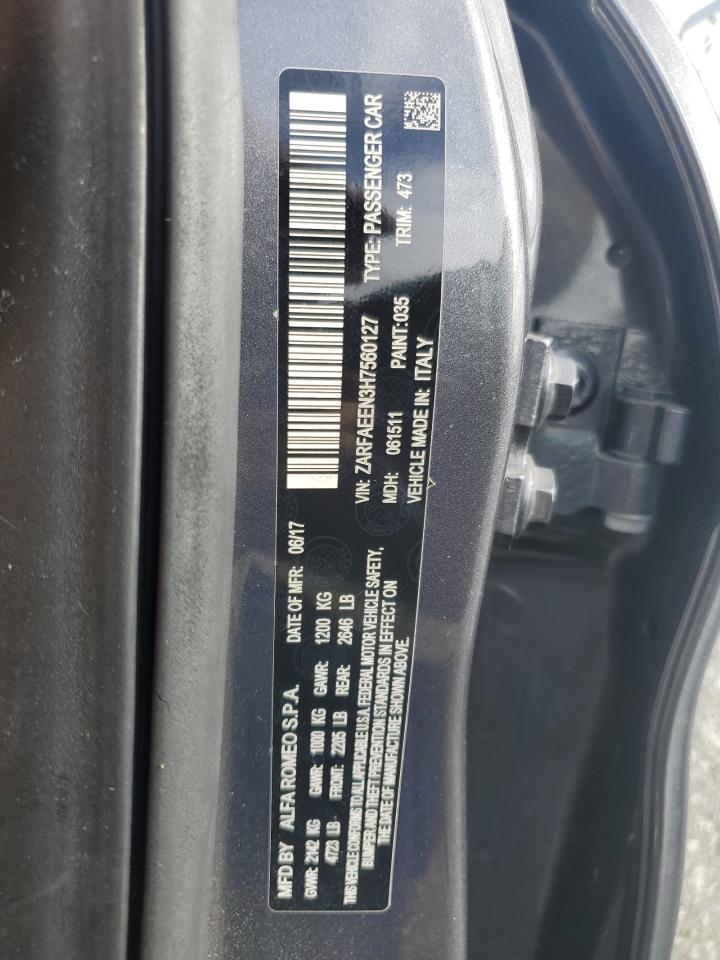 MFD BY ALFA ROMEO S.P.A. DATE OF MFR: 06/17
GVWR: 2142 KG GAWR: 1000 KG GAWR: 1200 KG
4723 LB FRONT: 2205 LB REAR: 2646 LB
THIS VEHICLE CONFORMS TO ALL APPLICABLE U.S.A. FEDERAL MOTOR VEHICLE SAFETY,
BUMPER AND THEFT PREVENTION STANDARDS IN EFFECT ON
THE DATE OF MANUFACTURE SHOWN ABOVE.
VIN: ZARFAEEN3H7560127 TYPE: PASSENGER CAR
MDH: 061511 PAINT: 035 TRIM: 473
VEHICLE MADE IN: ITALY